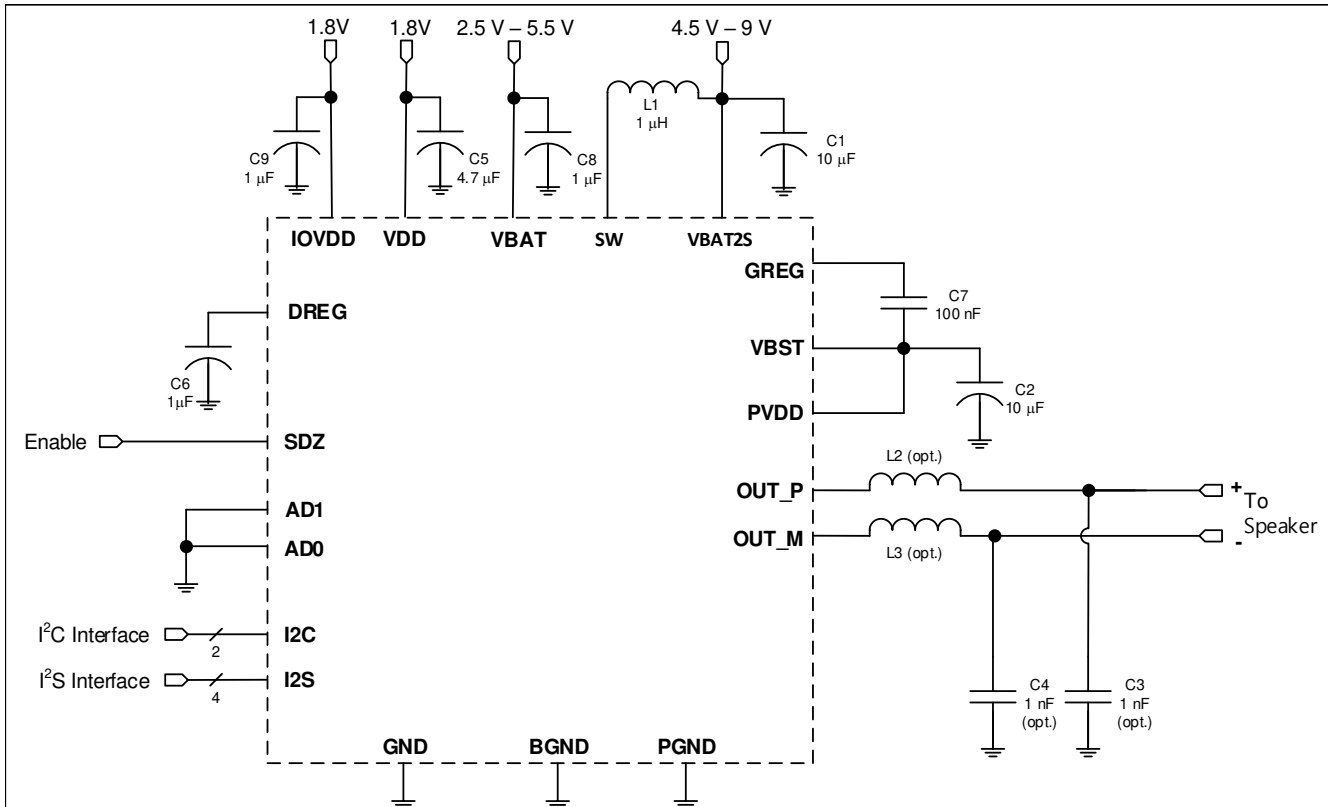 1.8V
1.8V
2.5 V – 5.5 V
4.5 V – 9 V
L1
1 μH
C9
1 μF
C5
4.7 μF
C8
1 μF
C1
10 μF
IOVDD
VDD
VBAT
SW
VBAT2S
GREG
DREG
C7
100 nF
VBST
C6
1μF
C2
10 μF
PVDD
Enable
SDZ
L2 (opt.)
OUT_P
+
To
Speaker
-
AD1
AD0
OUT_M
L3 (opt.)
I²C Interface
2
I2C
I²S Interface
4
I2S
C4
1 nF
(opt.)
C3
1 nF
(opt.)
GND
BGND
PGND